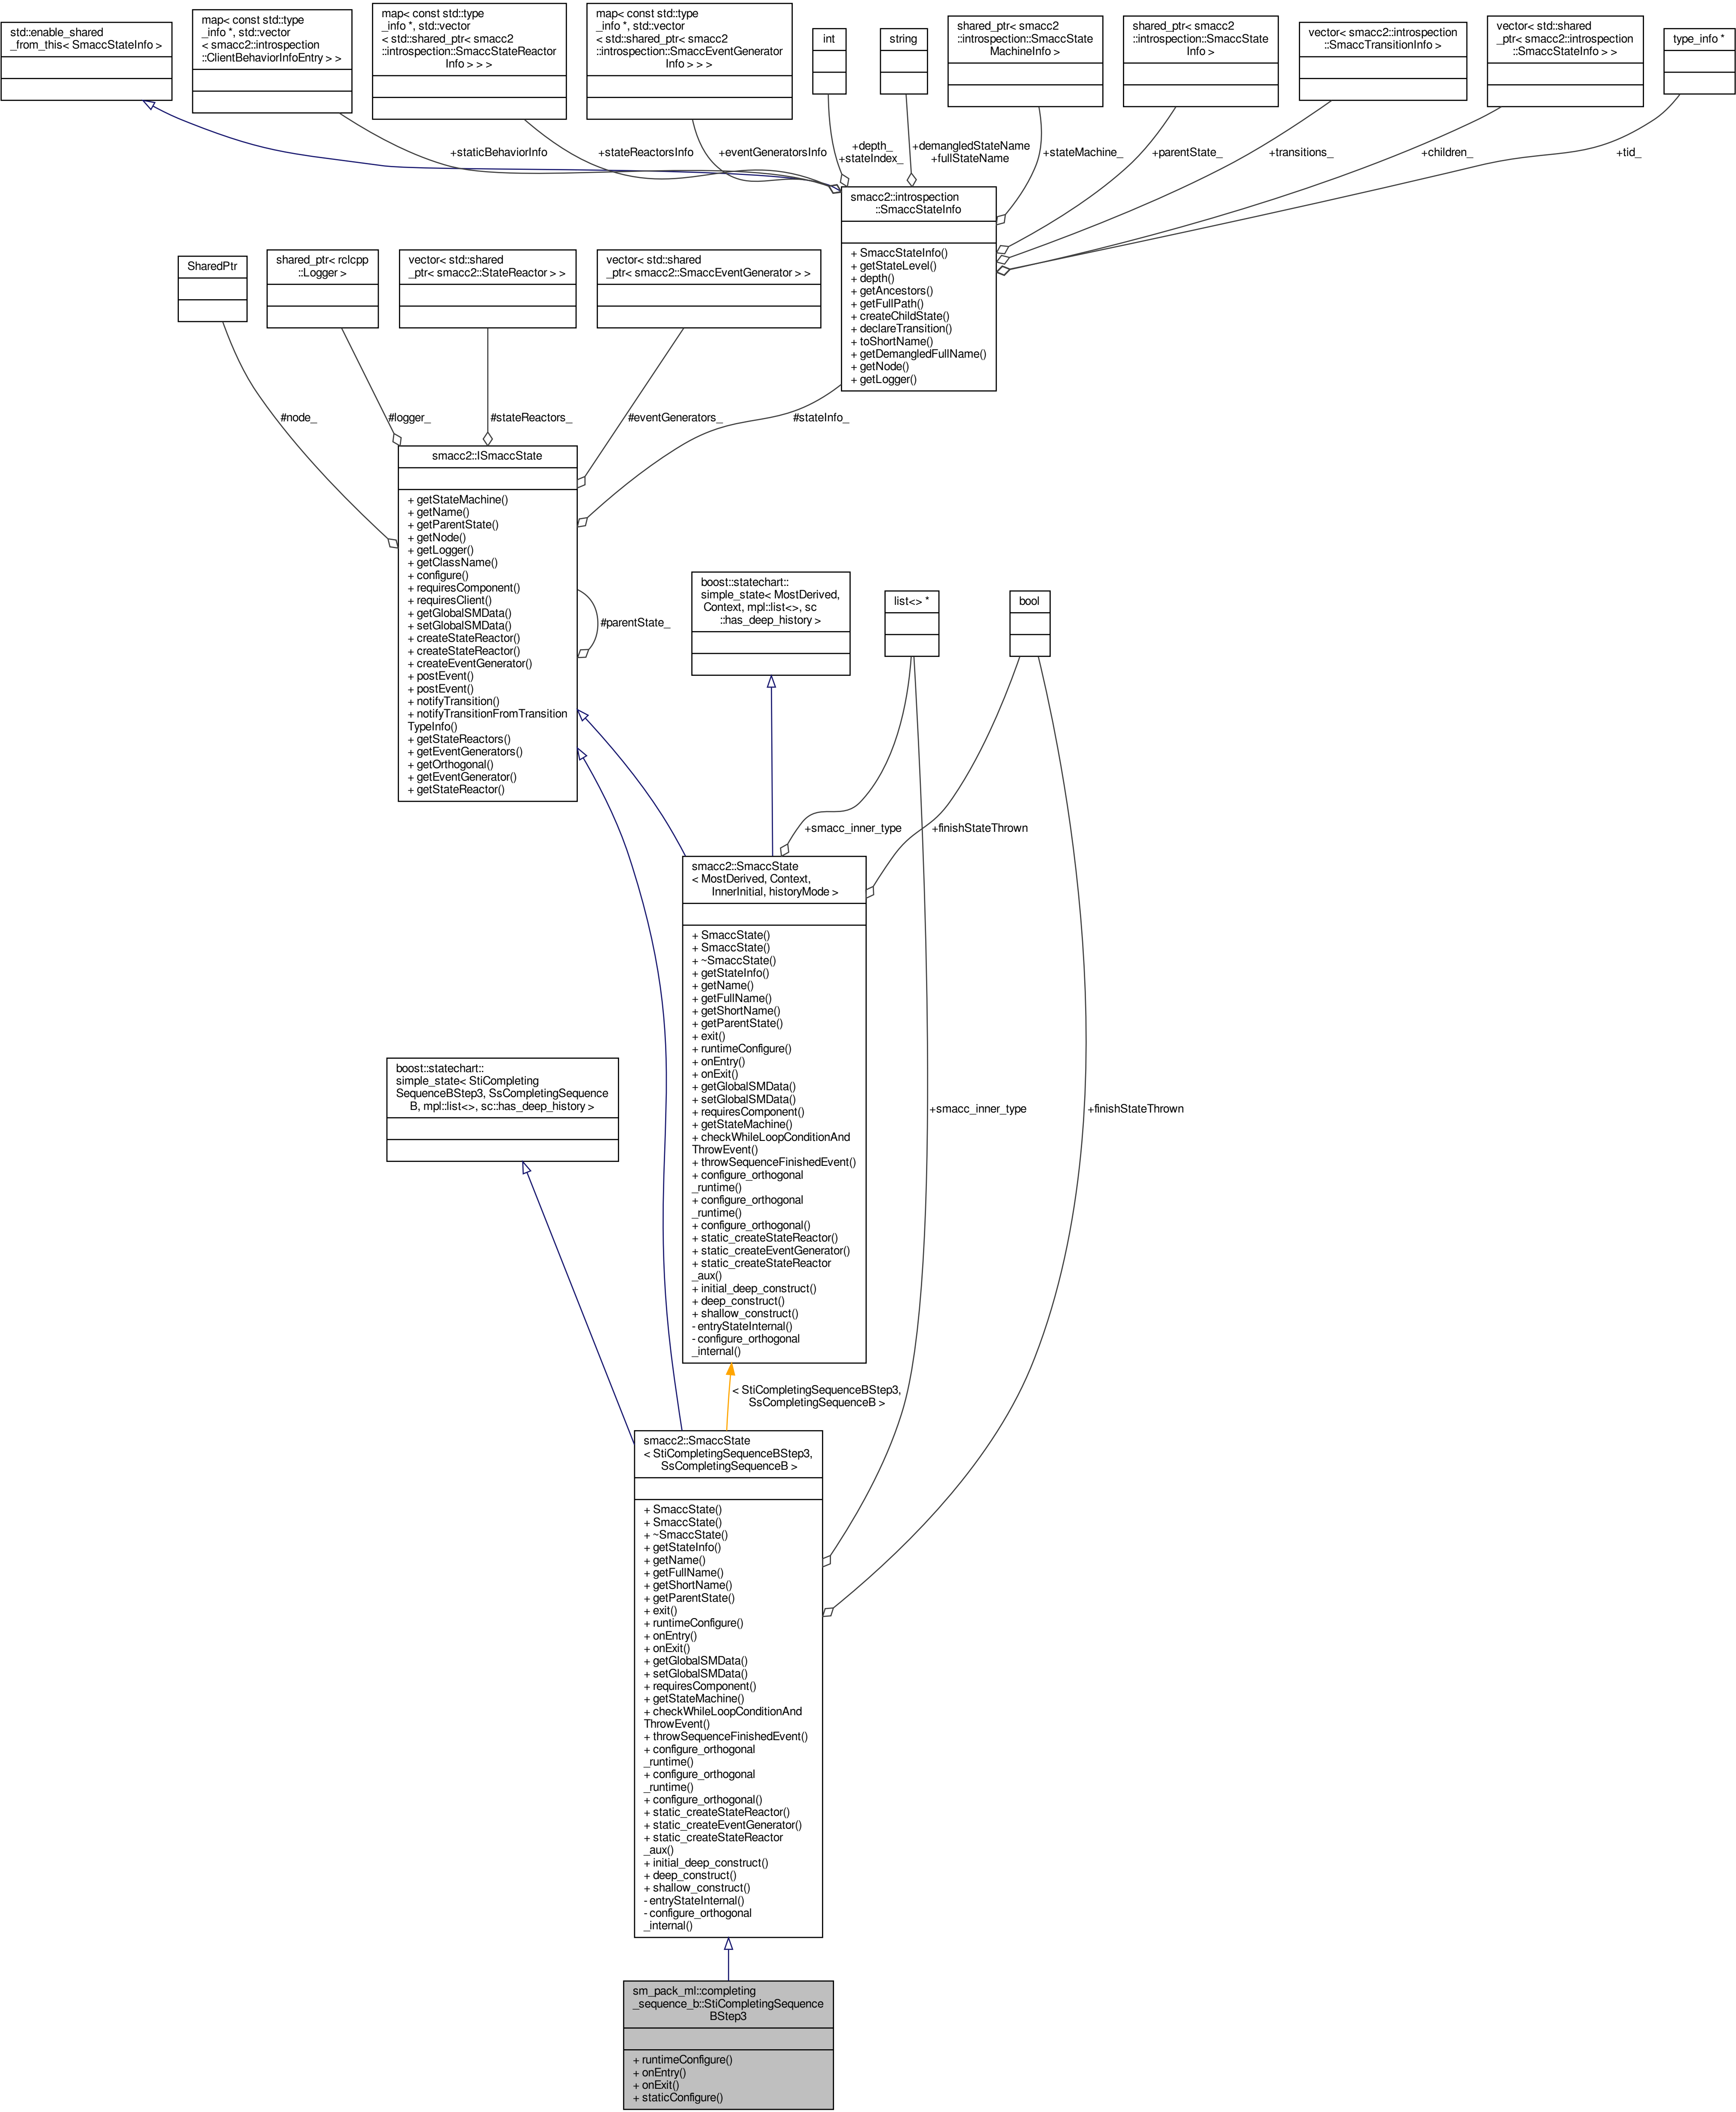 std::enable_shared
_from_this< SmaccStateInfo >
map< const std::type
_info *, std::vector
< smacc2::introspection
::ClientBehaviorInfoEntry > >
map< const std::type
_info *, std::vector
< std::shared_ptr< smacc2
::introspection::SmaccStateReactor
Info > > >
map< const std::type
_info *, std::vector
< std::shared_ptr< smacc2
::introspection::SmaccEventGenerator
Info > > >
int
string
shared_ptr< smacc2
::introspection::SmaccState
MachineInfo >
shared_ptr< smacc2
::introspection::SmaccState
Info >
vector< smacc2::introspection
::SmaccTransitionInfo >
vector< std::shared
_ptr< smacc2::introspection
::SmaccStateInfo > >
type_info *
+staticBehaviorInfo
+stateReactorsInfo
+eventGeneratorsInfo
+depth_
+stateIndex_
+demangledStateName
+fullStateName
+stateMachine_
+parentState_
+transitions_
+children_
+tid_
smacc2::introspection
::SmaccStateInfo
+ SmaccStateInfo()
+ getStateLevel()
+ depth()
+ getAncestors()
+ getFullPath()
+ createChildState()
+ declareTransition()
+ toShortName()
+ getDemangledFullName()
+ getNode()
+ getLogger()
SharedPtr
shared_ptr< rclcpp
::Logger >
vector< std::shared
_ptr< smacc2::StateReactor > >
vector< std::shared
_ptr< smacc2::SmaccEventGenerator > >
#node_
#logger_
#stateReactors_
#eventGenerators_
#stateInfo_
smacc2::ISmaccState
+ getStateMachine()
+ getName()
+ getParentState()
+ getNode()
+ getLogger()
+ getClassName()
+ configure()
+ requiresComponent()
+ requiresClient()
+ getGlobalSMData()
+ setGlobalSMData()
+ createStateReactor()
+ createStateReactor()
+ createEventGenerator()
+ postEvent()
+ postEvent()
+ notifyTransition()
+ notifyTransitionFromTransition
TypeInfo()
+ getStateReactors()
+ getEventGenerators()
+ getOrthogonal()
+ getEventGenerator()
+ getStateReactor()
#parentState_
boost::statechart::
simple_state< MostDerived,
Context, mpl::list<>, sc
::has_deep_history >
list<> *
bool
+smacc_inner_type
+finishStateThrown
smacc2::SmaccState
< MostDerived, Context,
InnerInitial, historyMode >
+ SmaccState()
+ SmaccState()
+ ~SmaccState()
+ getStateInfo()
+ getName()
+ getFullName()
+ getShortName()
+ getParentState()
+ exit()
+ runtimeConfigure()
+ onEntry()
+ onExit()
+ getGlobalSMData()
+ setGlobalSMData()
+ requiresComponent()
+ getStateMachine()
+ checkWhileLoopConditionAnd
ThrowEvent()
+ throwSequenceFinishedEvent()
+ configure_orthogonal
_runtime()
+ configure_orthogonal
_runtime()
+ configure_orthogonal()
+ static_createStateReactor()
+ static_createEventGenerator()
+ static_createStateReactor
_aux()
+ initial_deep_construct()
+ deep_construct()
+ shallow_construct()
- entryStateInternal()
- configure_orthogonal
_internal()
boost::statechart::
simple_state< StiCompleting
SequenceBStep3, SsCompletingSequence
B, mpl::list<>, sc::has_deep_history >
+smacc_inner_type
+finishStateThrown
< StiCompletingSequenceBStep3,
SsCompletingSequenceB >
smacc2::SmaccState
< StiCompletingSequenceBStep3,
SsCompletingSequenceB >
+ SmaccState()
+ SmaccState()
+ ~SmaccState()
+ getStateInfo()
+ getName()
+ getFullName()
+ getShortName()
+ getParentState()
+ exit()
+ runtimeConfigure()
+ onEntry()
+ onExit()
+ getGlobalSMData()
+ setGlobalSMData()
+ requiresComponent()
+ getStateMachine()
+ checkWhileLoopConditionAnd
ThrowEvent()
+ throwSequenceFinishedEvent()
+ configure_orthogonal
_runtime()
+ configure_orthogonal
_runtime()
+ configure_orthogonal()
+ static_createStateReactor()
+ static_createEventGenerator()
+ static_createStateReactor
_aux()
+ initial_deep_construct()
+ deep_construct()
+ shallow_construct()
- entryStateInternal()
- configure_orthogonal
_internal()
sm_pack_ml::completing
_sequence_b::StiCompletingSequence
BStep3
+ runtimeConfigure()
+ onEntry()
+ onExit()
+ staticConfigure()